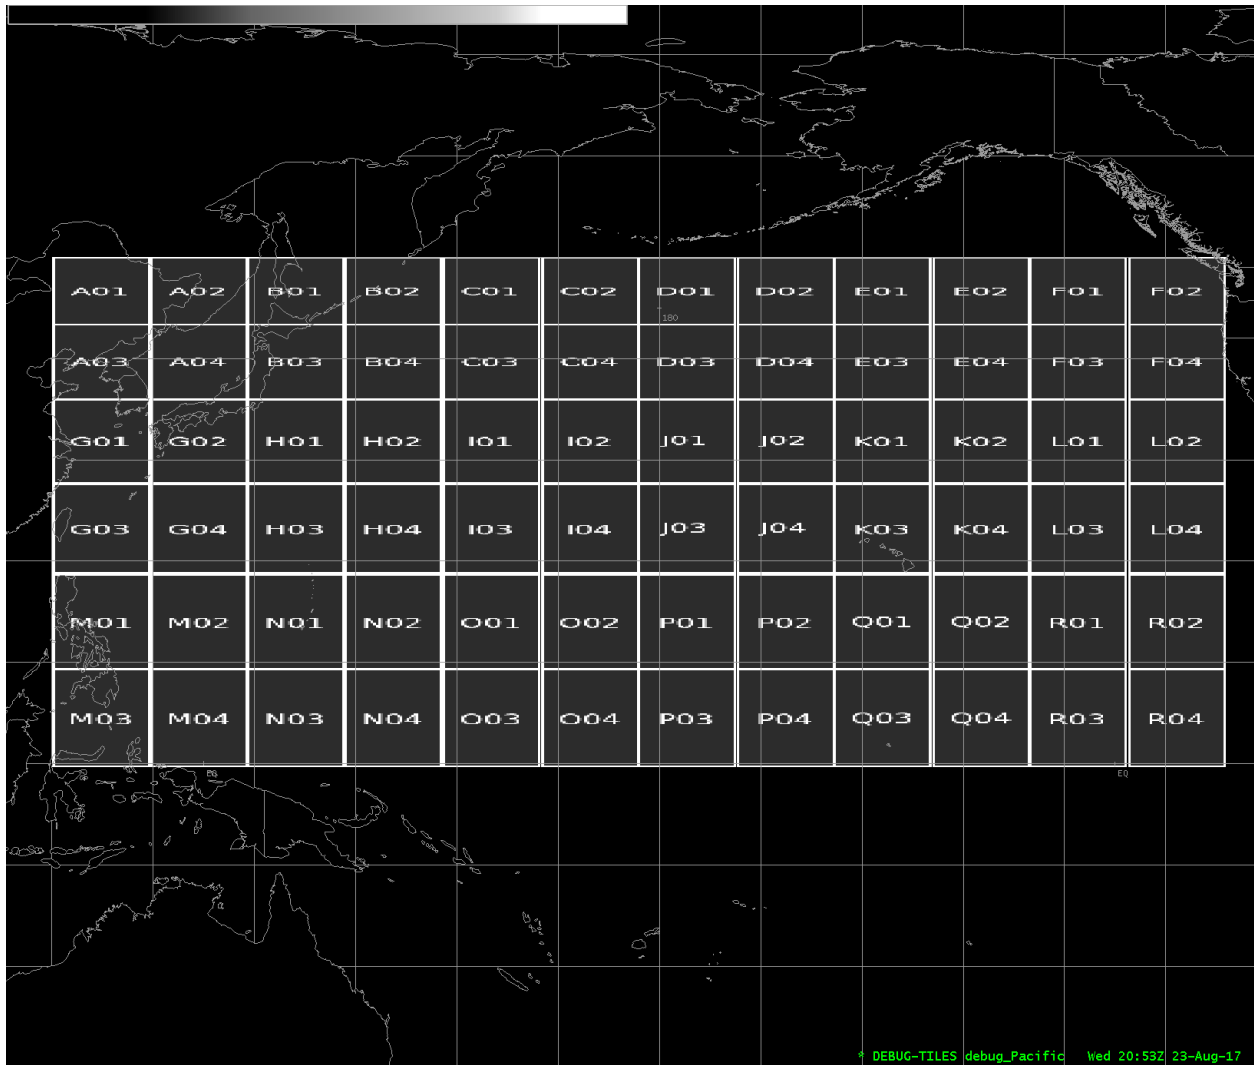 A01 A02 B01 B02 C01 C02 D01 D02 E01 E02 F01 F02
180
A03 A04 B03 B04 C03 C04 D03 D04 E03 E04 F03 F04
G01 G02 H01 H02 I01 I02 J01 J02 K01 K02 L01 L02
G03 G04 H03 H04 I03 I04 J03 J04 K03 K04 L03 L04
M01 M02 N01 N02 O01 O02 P01 P02 Q01 Q02 R01 R02
M03 M04 N03 N04 O03 O04 P03 P04 Q03 Q04 R03 R04
EQ EQ
* DEBUG-TILES debug_Pacific Wed 20:53Z 23-Aug-17